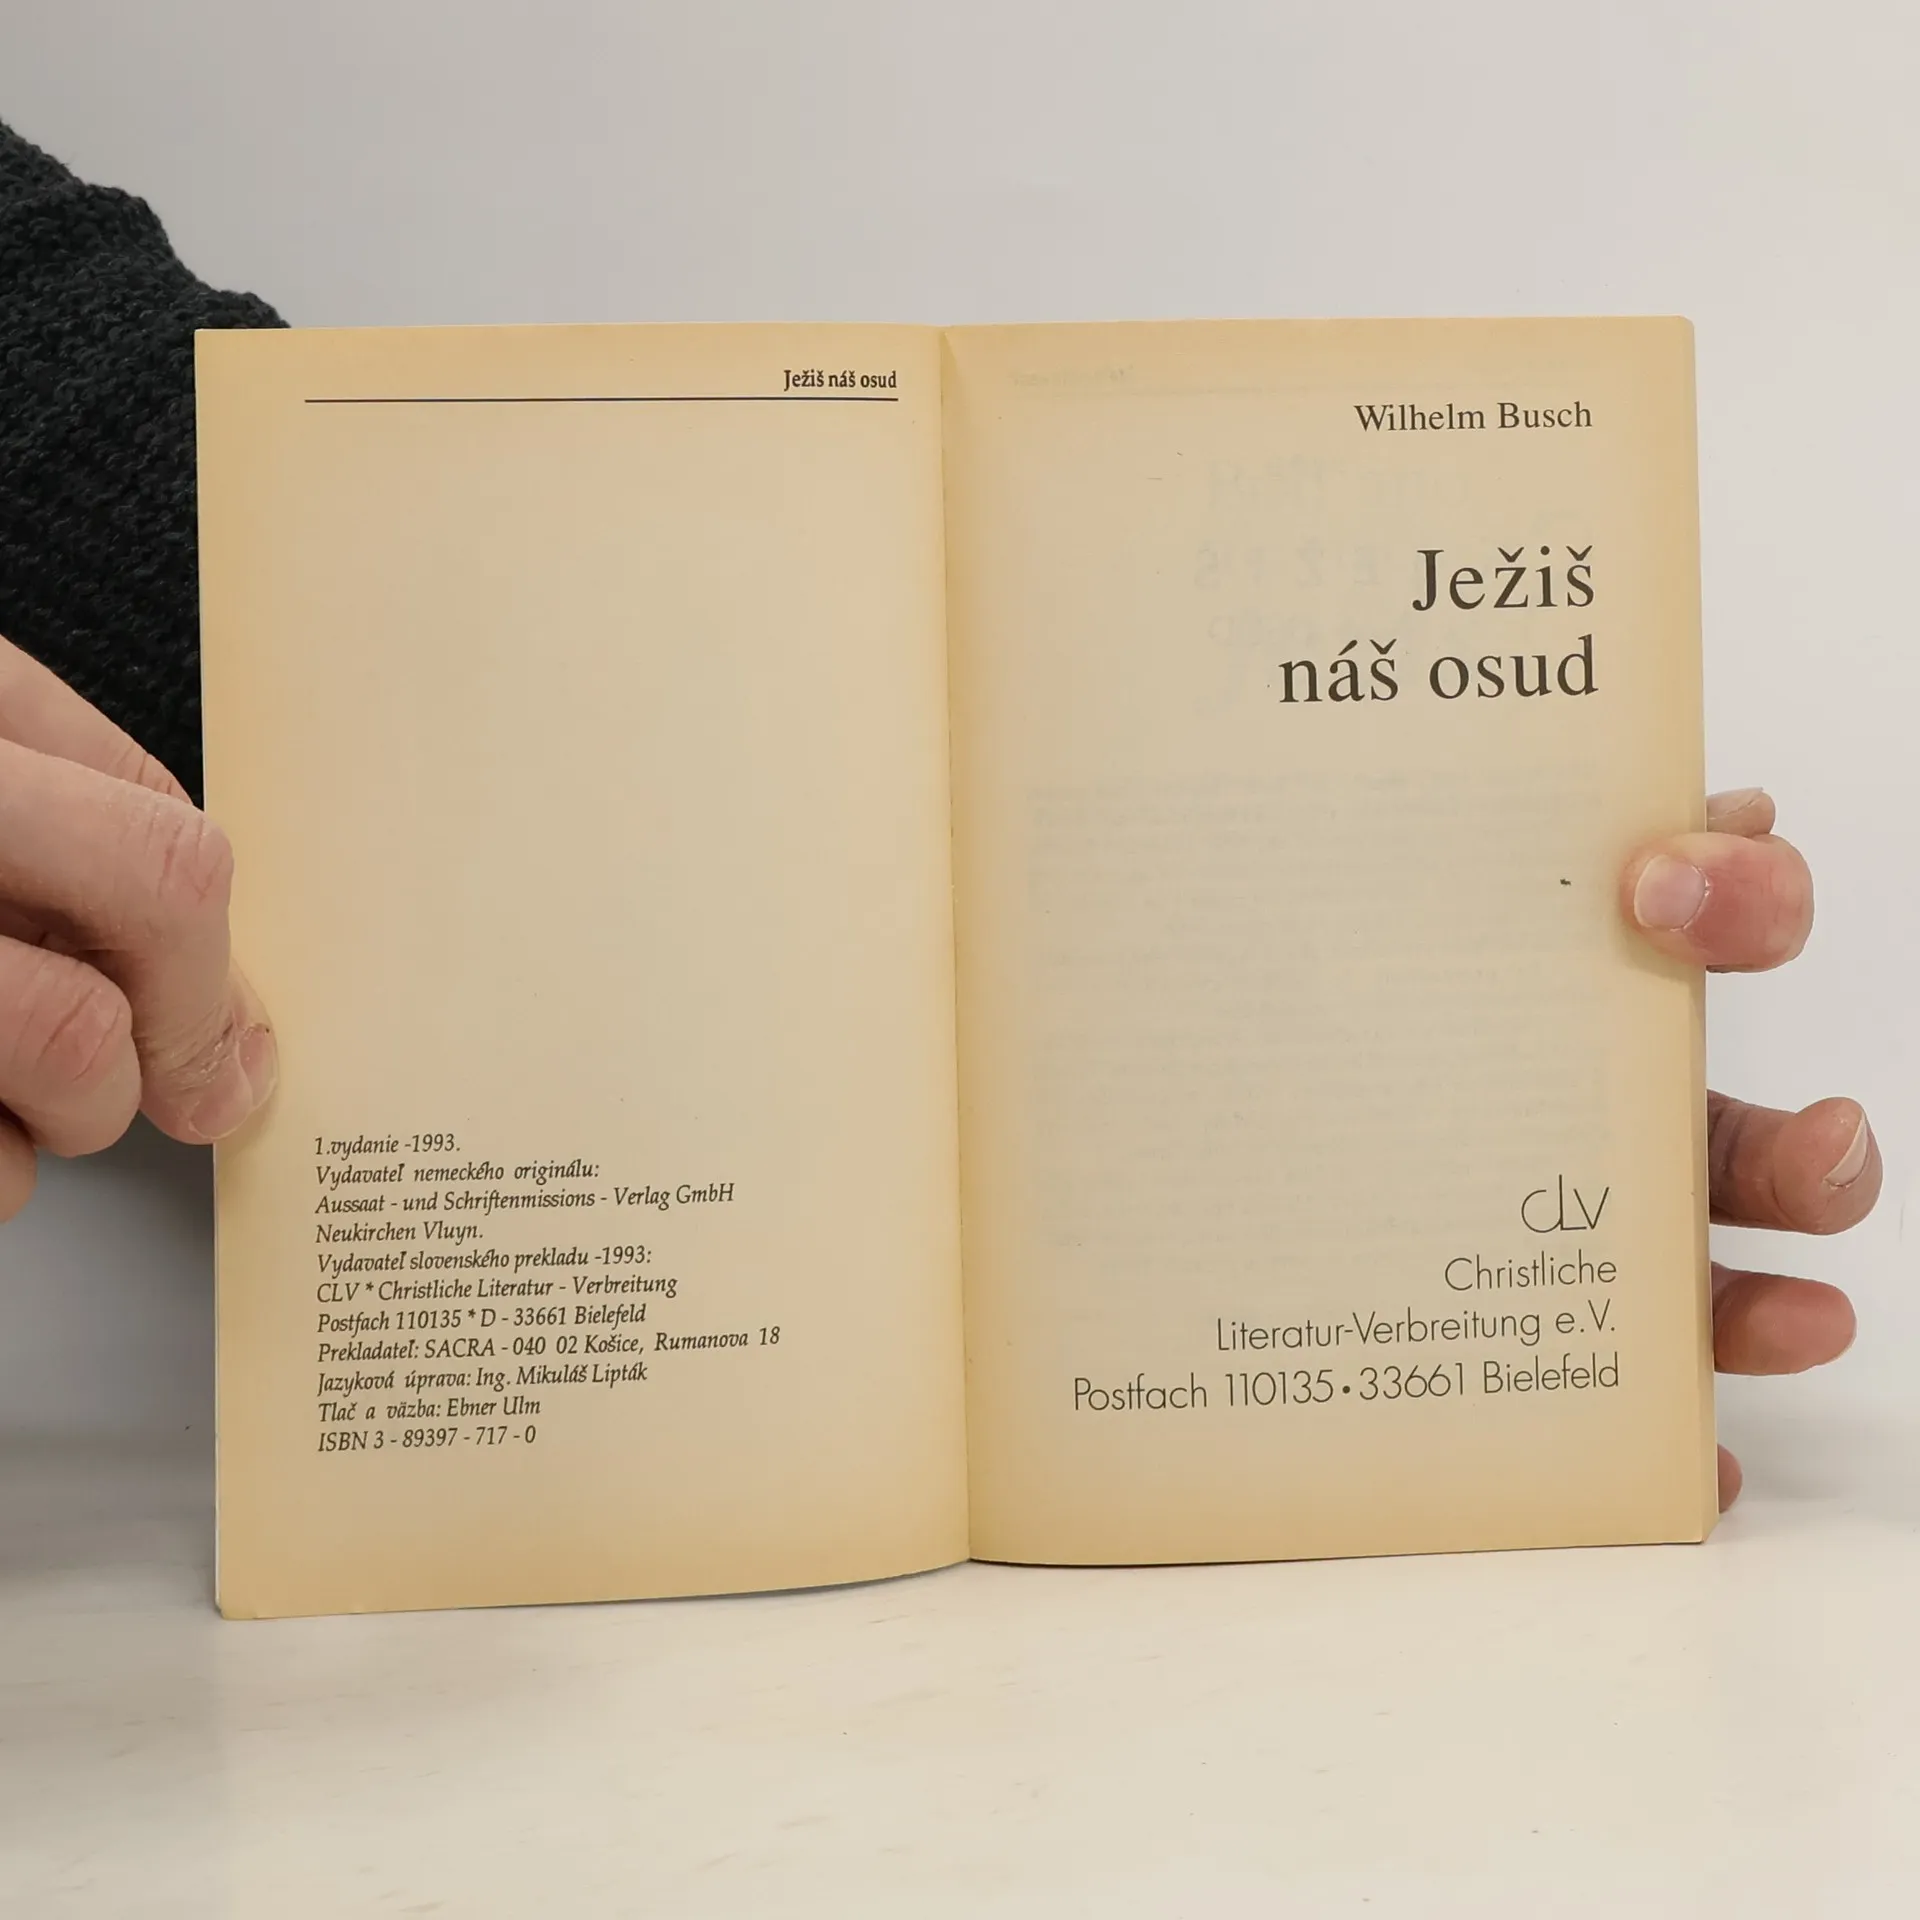 Ježiš náš osud
1.vydanie -1993.
Vydavateľ nemeckého originálu:
Aussaat - und Schriftenmissions - Verlag GmbH
Neukirchen Vluyn.
Vydavateľ slovenského prekladu -1993:
CLV * Christliche Literatur - Verbreitung
Postfach 110135 * D - 33661 Bielefeld
Prekladateľ: SACRA - 040 02 Košice, Rumanova 18
Jazyková úprava: Ing. Mikuláš Lipták
Tlač a väzba: Ebner Ulm
ISBN 3 - 89397 - 717 - 0
Wilhelm Busch
Ježiš
náš osud
CLV
Christliche
Literatur-Verbreitung e.V.
Postfach 110135 • 33661 Bielefeld